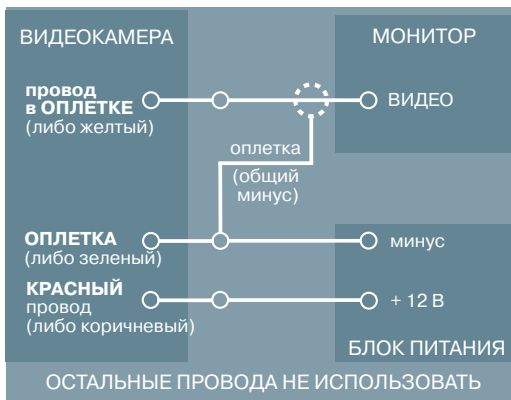 ВИДЕОКАМЕРА
МОНИТОР
провод
в ОПЛЕТКЕ
(либо желтый)
ВИДЕО
оплетка
(общий
минус)
ОПЛЕТКА
(либо зеленый)
минус
КРАСНЫЙ
провод
(либо коричневый)
+ 12 В
БЛОК ПИТАНИЯ
ОСТАЛЬНЫЕ ПРОВОДА НЕ ИСПОЛЬЗОВАТЬ